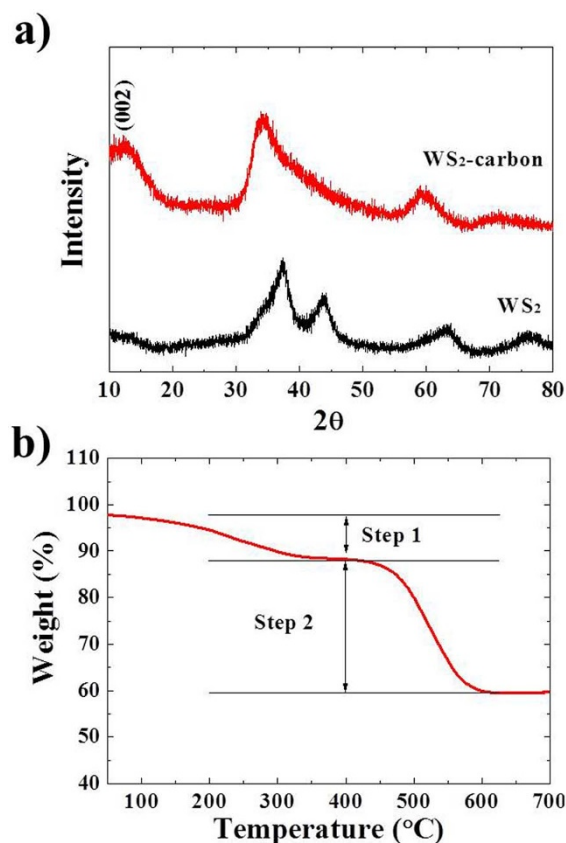 a)
(002)
WS₂-carbon
WS₂
Intensity
10 20 30 40 50 60 70 80
2θ
b)
110
100
90
80
70
60
50
40
Step 1
Step 2
Weight (%)
100 200 300 400 500 600 700
Temperature (°C)